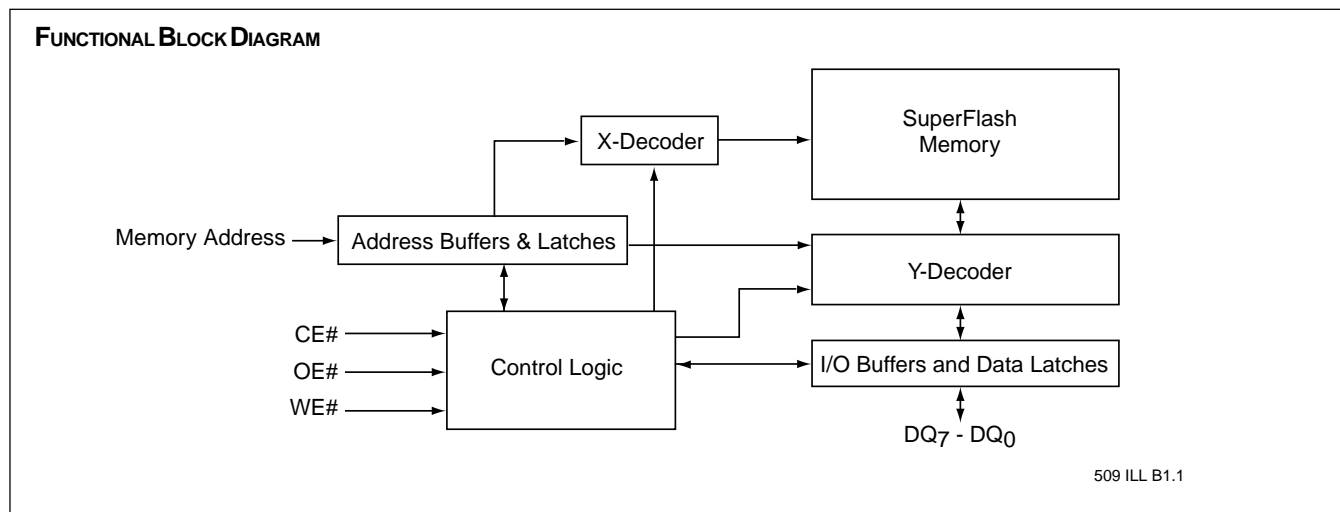 FUNCTIONAL BLOCK DIAGRAM
SuperFlash
Memory
X-Decoder
Memory Address
Address Buffers & Latches
Y-Decoder
CE#
OE#
WE#
Control Logic
I/O Buffers and Data Latches
DQ7 - DQ0
509 ILL B1.1